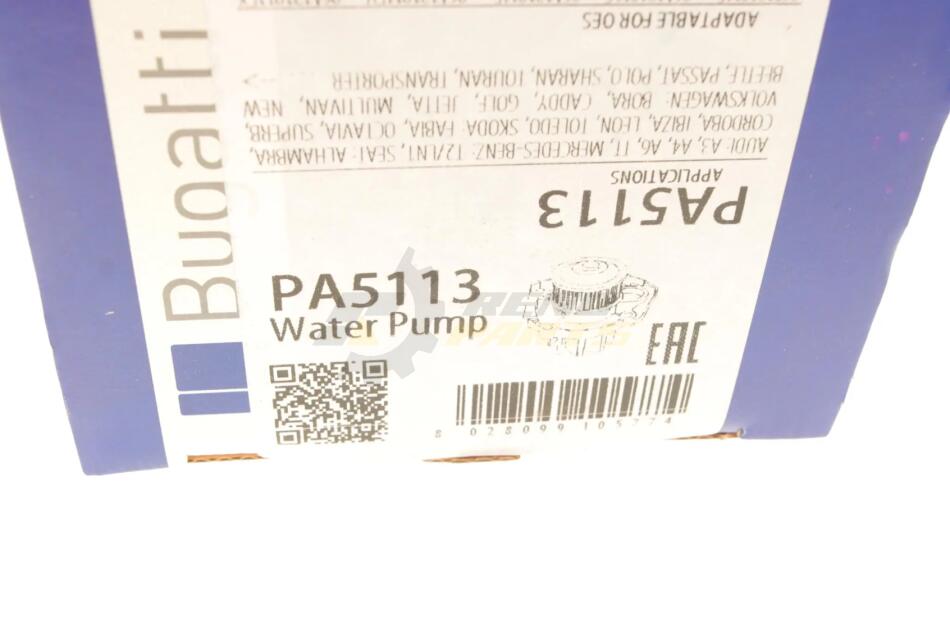 Bugatti
ADAPTABLE FOR OES
APPLICATIONS
AUDI: A3, A4, A6, TT, MERCEDES-BENZ: T2/LN1, SEAT: ALHAMBRA,
CORDOBA, IBIZA, LEON, TOLEDO, SKODA: FABIA, OCTAVIA, SUPERB,
VOLKSWAGEN: BORA, CADDY, GOLF, JETTA, MULTIVAN, NEW
BEETLE, PASSAT, POLO, SHARAN, TOURAN, TRANSPORTER
PA5113
PA5113
Water Pump
EAC
8 028099 105274